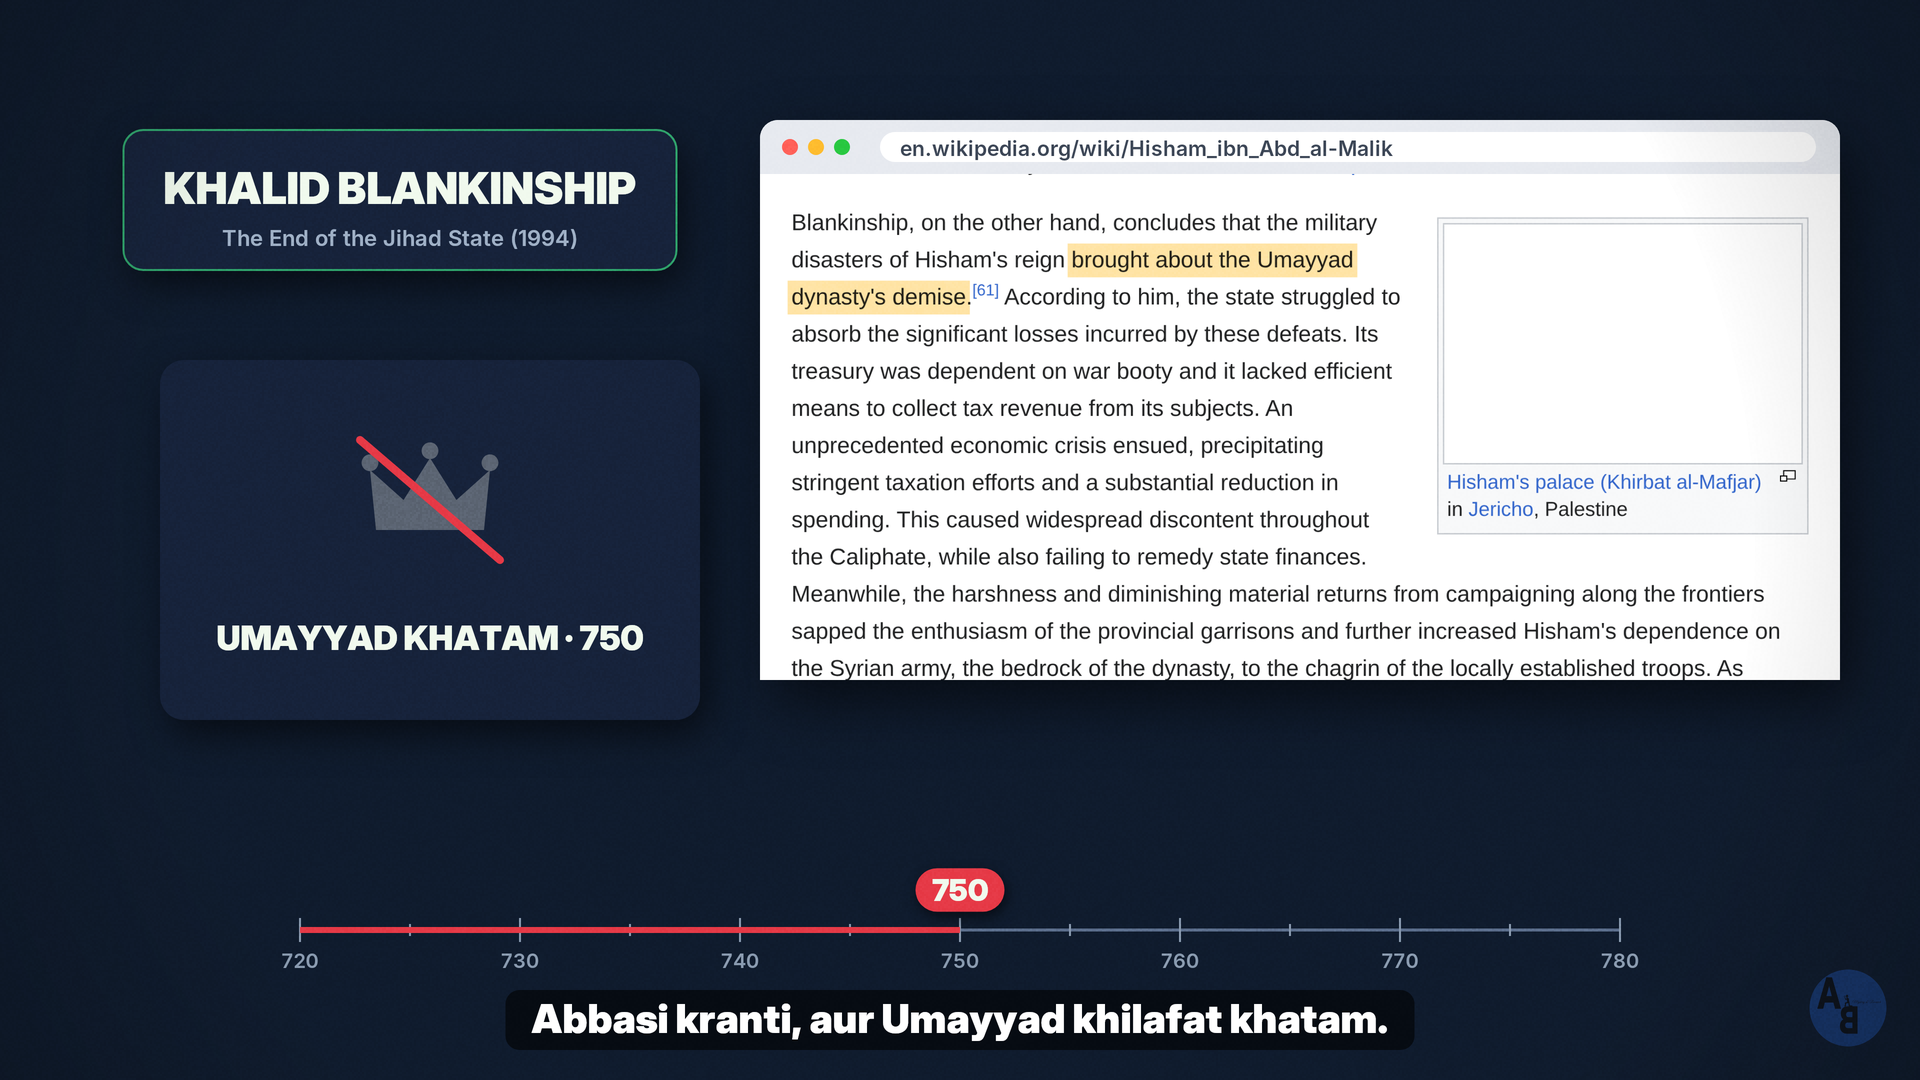 KHALID BLANKINSHIP
The End of the Jihad State (1994)
UMAYYAD KHATAM · 750
en.wikipedia.org/wiki/Hisham_ibn_Abd_al-Malik
Blankinship, on the other hand, concludes that the military
disasters of Hisham's reign brought about the Umayyad
dynasty's demise.[61] According to him, the state struggled to
absorb the significant losses incurred by these defeats. Its
treasury was dependent on war booty and it lacked efficient
means to collect tax revenue from its subjects. An
unprecedented economic crisis ensued, precipitating
stringent taxation efforts and a substantial reduction in
spending. This caused widespread discontent throughout
the Caliphate, while also failing to remedy state finances.
Meanwhile, the harshness and diminishing material returns from campaigning along the frontiers
sapped the enthusiasm of the provincial garrisons and further increased Hisham's dependence on
the Syrian army, the bedrock of the dynasty, to the chagrin of the locally established troops. As
Hisham's palace (Khirbat al-Mafjar)
in Jericho, Palestine
750
720 730 740 750 760 770 780
Abbasi kranti, aur Umayyad khilafat khatam.
A
B